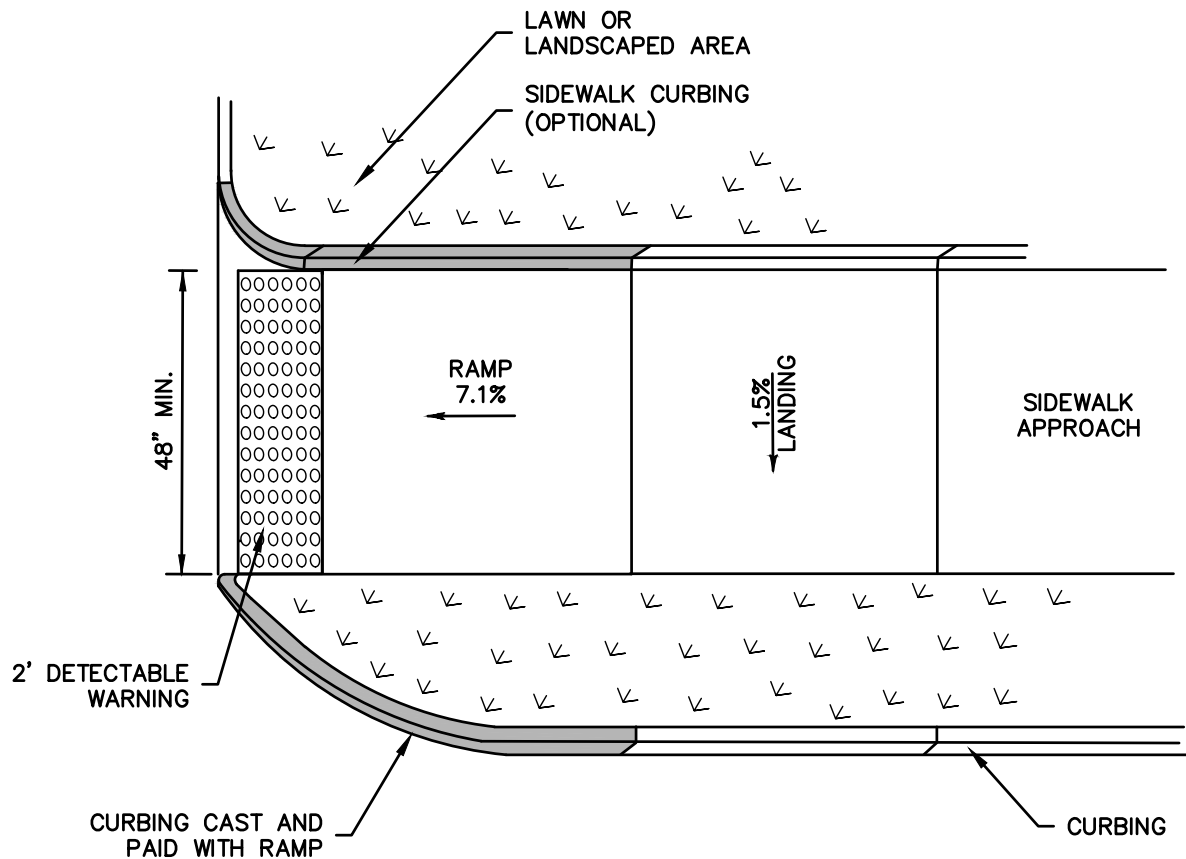 LAWN OR
LANDSCAPED AREA
SIDEWALK CURBING
(OPTIONAL)
48" MIN.
RAMP
7.1%
1.5%
LANDING
SIDEWALK
APPROACH
2' DETECTABLE
WARNING
CURBING CAST AND
PAID WITH RAMP
CURBING